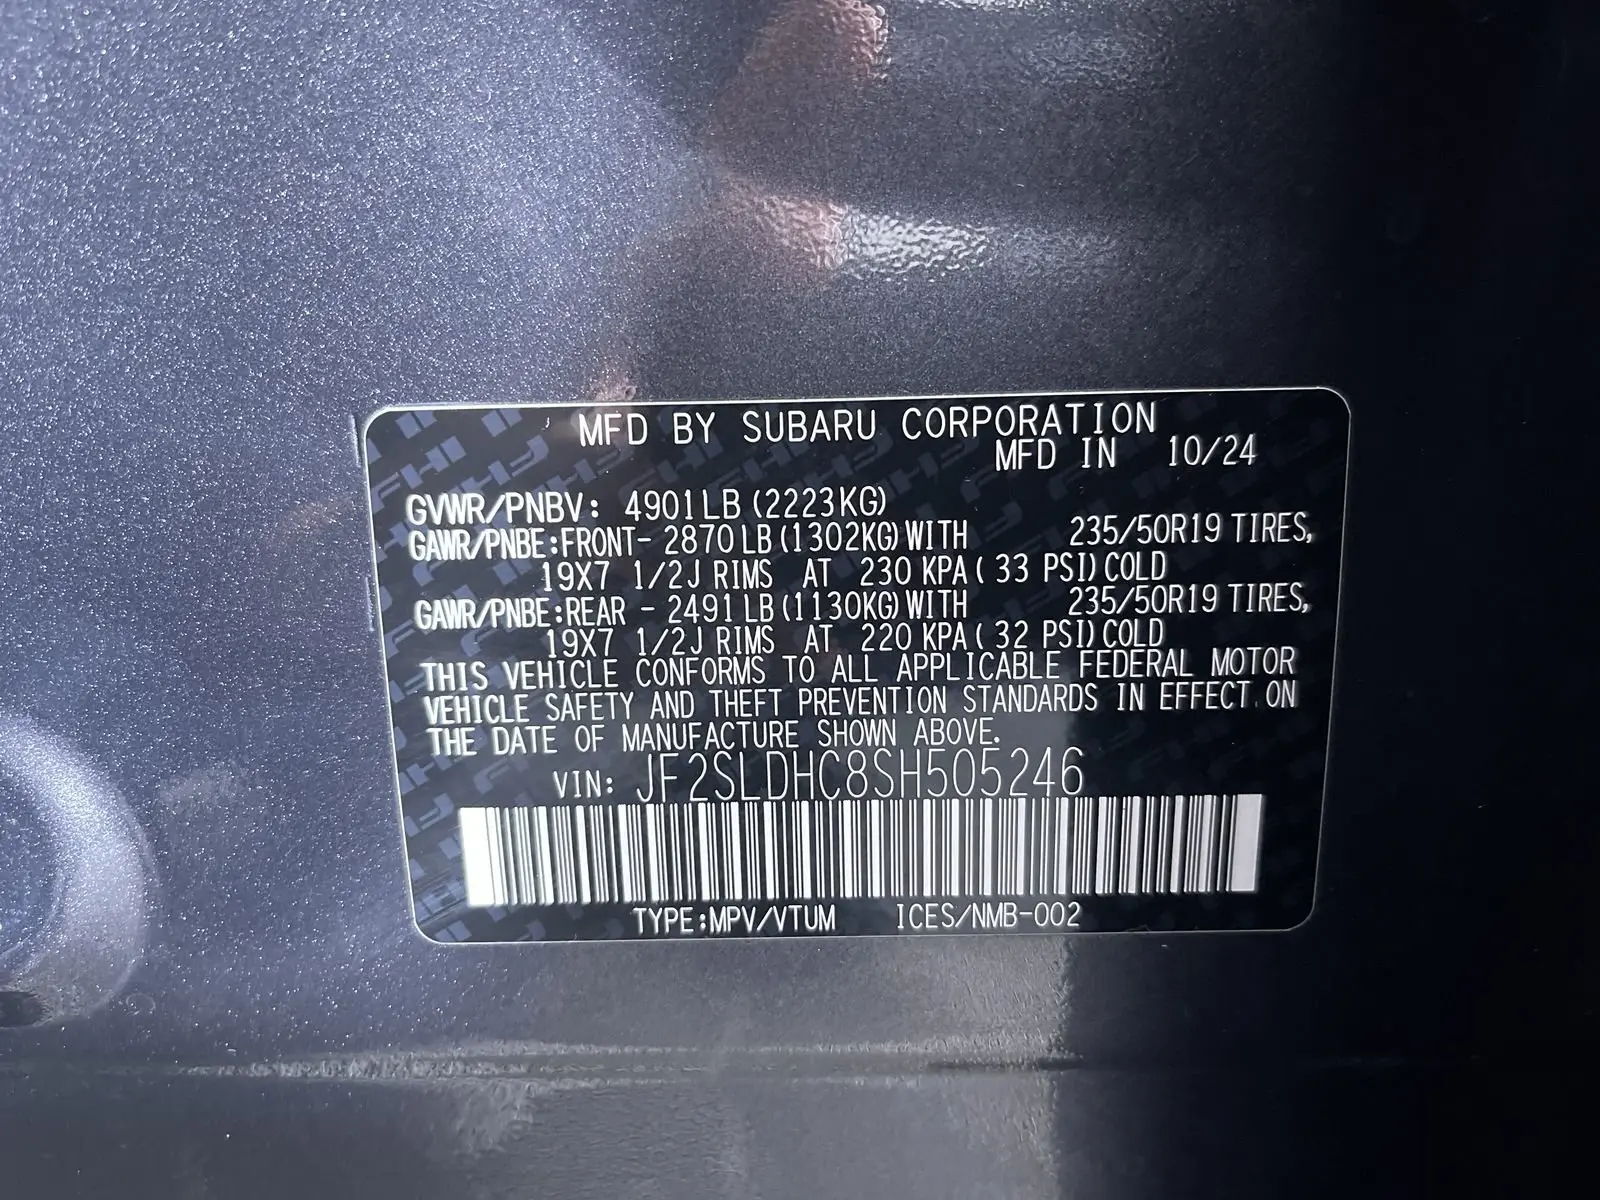 MFD BY SUBARU CORPORATION
MFD IN 10/24
GVWR/PNBV: 4901LB (2223KG)
GAWR/PNBE:FRONT- 2870LB(1302KG)WITH 235/50R19 TIRES,
19X7 1/2J RIMS AT 230 KPA( 33 PSI)COLD
GAWR/PNBE:REAR - 2491LB(1130KG)WITH 235/50R19 TIRES,
19X7 1/2J RIMS AT 220 KPA( 32 PSI)COLD
THIS VEHICLE CONFORMS TO ALL APPLICABLE FEDERAL MOTOR
VEHICLE SAFETY AND THEFT PREVENTION STANDARDS IN EFFECT ON
THE DATE OF MANUFACTURE SHOWN ABOVE.
VIN: JF2SLDHC8SH505246
TYPE:MPV/VTUM ICES/NMB-002